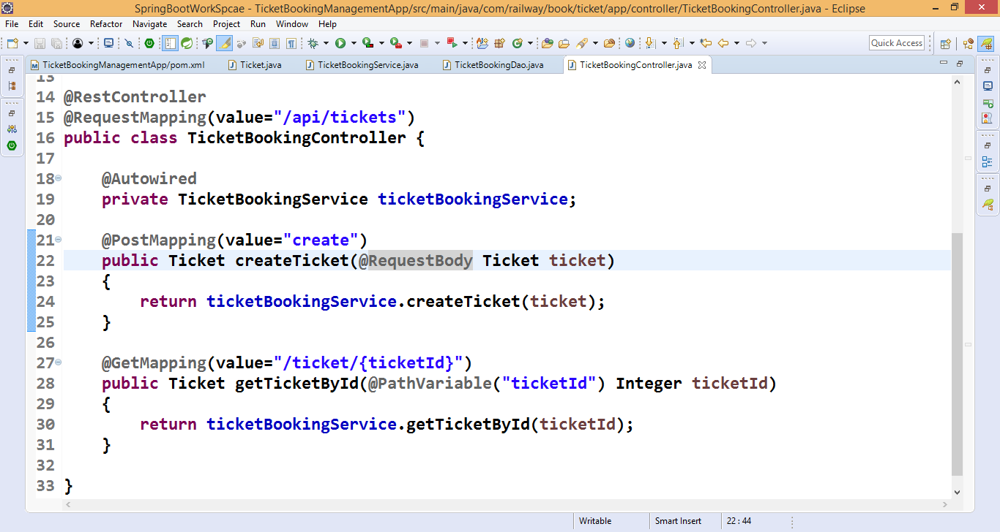 SpringBootWorkSpcae - TicketBookingManagementApp/src/main/java/com/railway/book/ticket/app/controller/TicketBookingController.java - Eclipse
File Edit Source Refactor Navigate Search Project Run Window Help
Quick Access
TicketBookingManagementApp/pom.xml Ticket.java TicketBookingService.java TicketBookingDao.java TicketBookingController.java
13
14 @RestController
15 @RequestMapping(value="/api/tickets")
16 public class TicketBookingController {
17
18 @Autowired
19 private TicketBookingService ticketBookingService;
20
21 @PostMapping(value="create")
22 public Ticket createTicket(@RequestBody Ticket ticket)
23 {
24 return ticketBookingService.createTicket(ticket);
25 }
26
27 @GetMapping(value="/ticket/{ticketId}")
28 public Ticket getTicketById(@PathVariable("ticketId") Integer ticketId)
29 {
30 return ticketBookingService.getTicketById(ticketId);
31 }
32
33 }
Writable Smart Insert 22 : 44